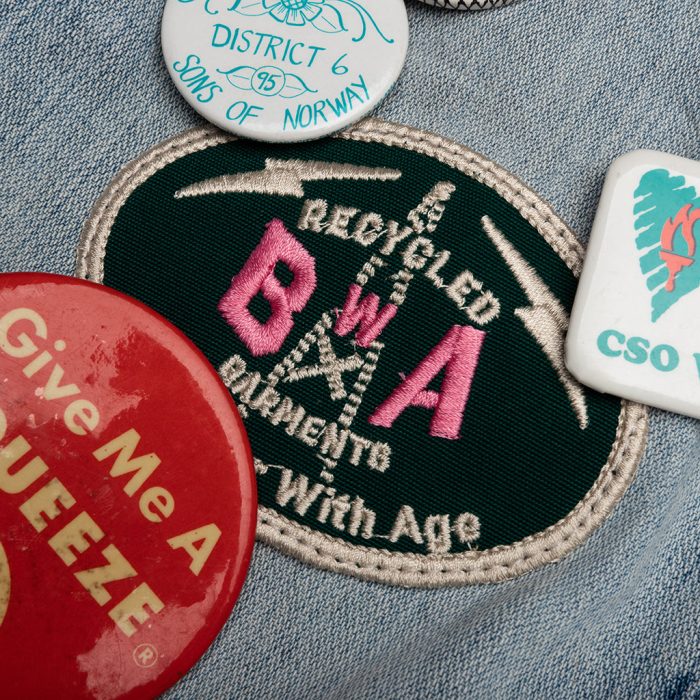 DISTRICT 6
95
SONS OF NORWAY
RECYCLED
B W A
GARMENTS
With Age
Give Me A
QUEEZE®
CSO